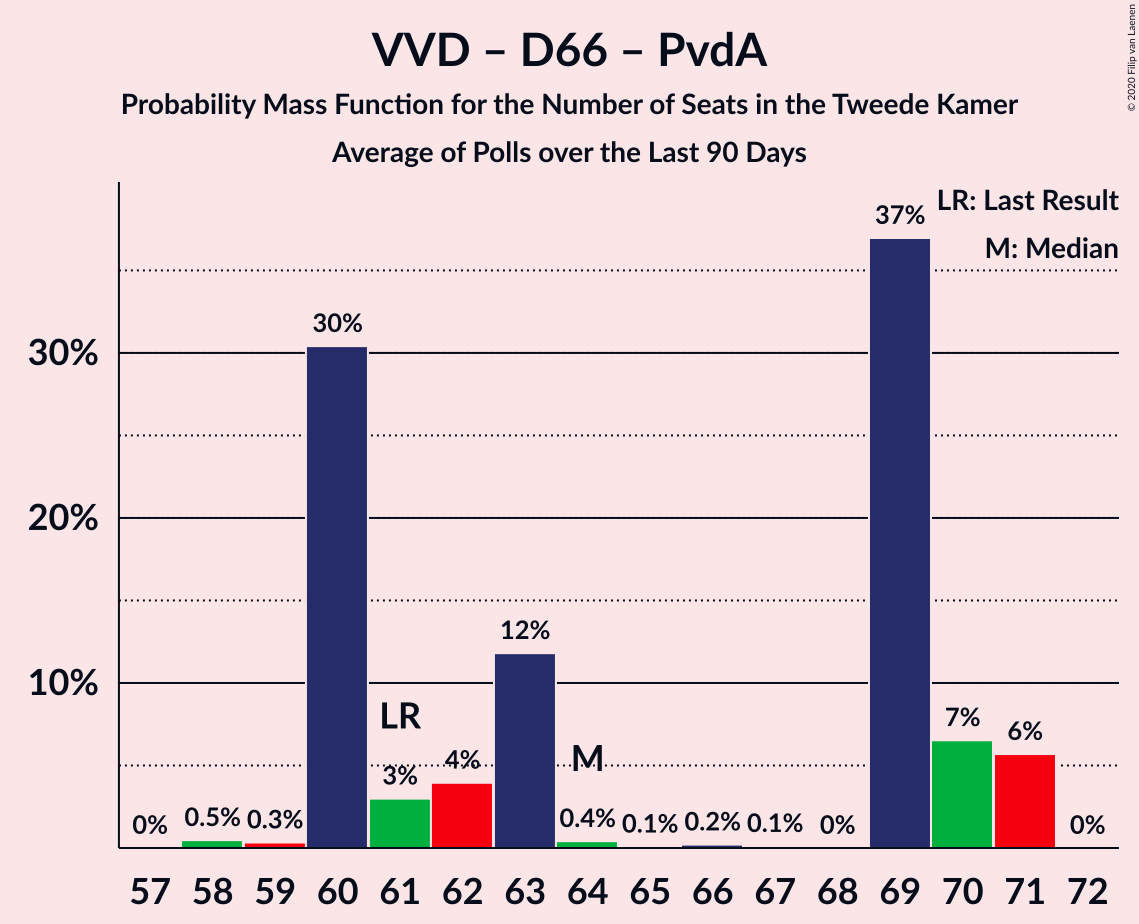 VVD – D66 – PvdA
Probability Mass Function for the Number of Seats in the Tweede Kamer
Average of Polls over the Last 90 Days
© 2020 Filip van Laenen
LR: Last Result
M: Median
30%
20%
10%
0%
0.5%
0.3%
30%
3%
4%
12%
0.4%
0.1%
0.2%
0.1%
0%
37%
7%
6%
0%
LR
M
57 58 59 60 61 62 63 64 65 66 67 68 69 70 71 72